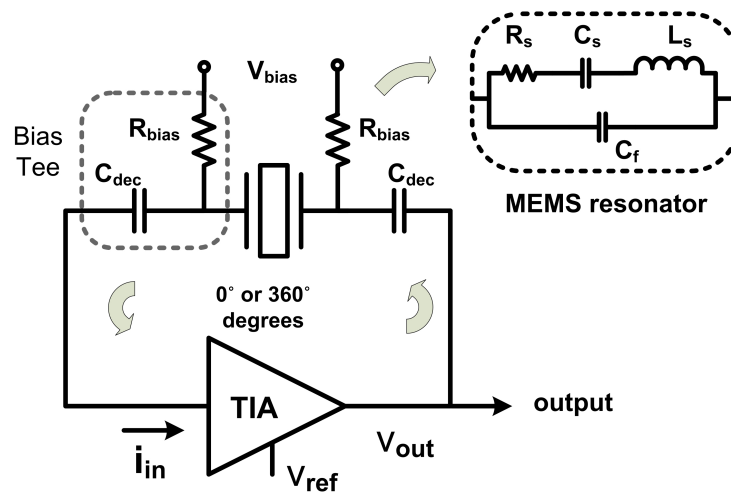 R_s C_s L_s
C_f
MEMS resonator
V_bias
Bias
Tee
R_bias R_bias
C_dec C_dec
0° or 360°
degrees
TIA
output
i_in
V_out
V_ref